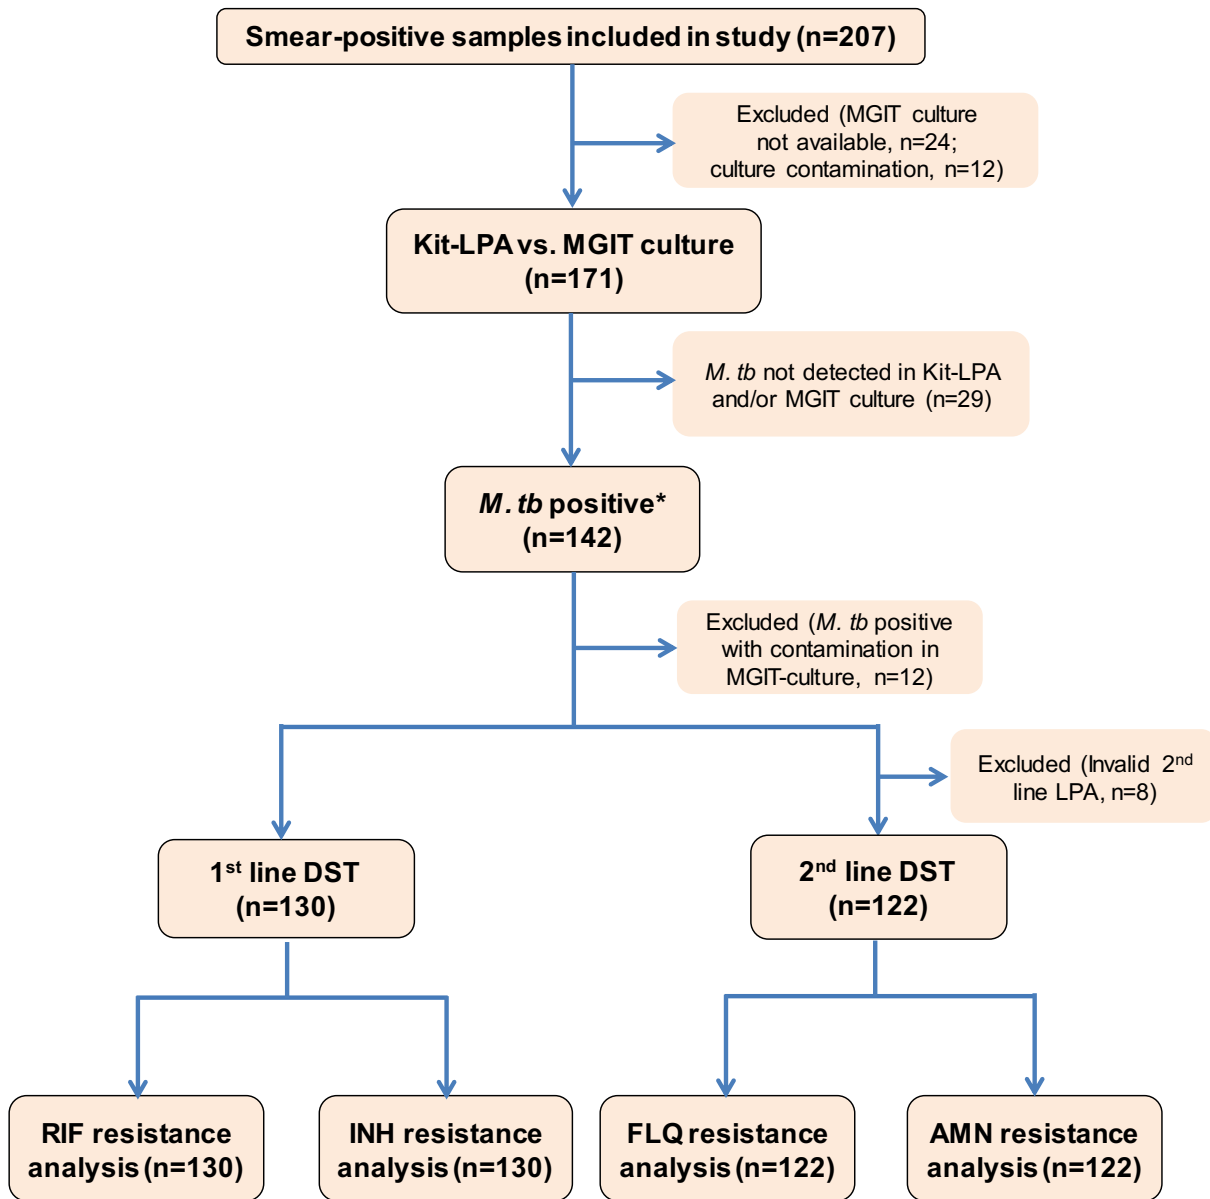 Smear-positive samples included in study (n=207)
Excluded (MGIT culture
not available, n=24;
culture contamination, n=12)
Kit-LPA vs. MGIT culture
(n=171)
M. tb not detected in Kit-LPA
and/or MGIT culture (n=29)
M. tb positive*
(n=142)
Excluded (M. tb positive
with contamination in
MGIT-culture, n=12)
Excluded (Invalid 2nd
line LPA, n=8)
1st line DST
(n=130)
2nd line DST
(n=122)
RIF resistance
analysis (n=130)
INH resistance
analysis (n=130)
FLQ resistance
analysis (n=122)
AMN resistance
analysis (n=122)